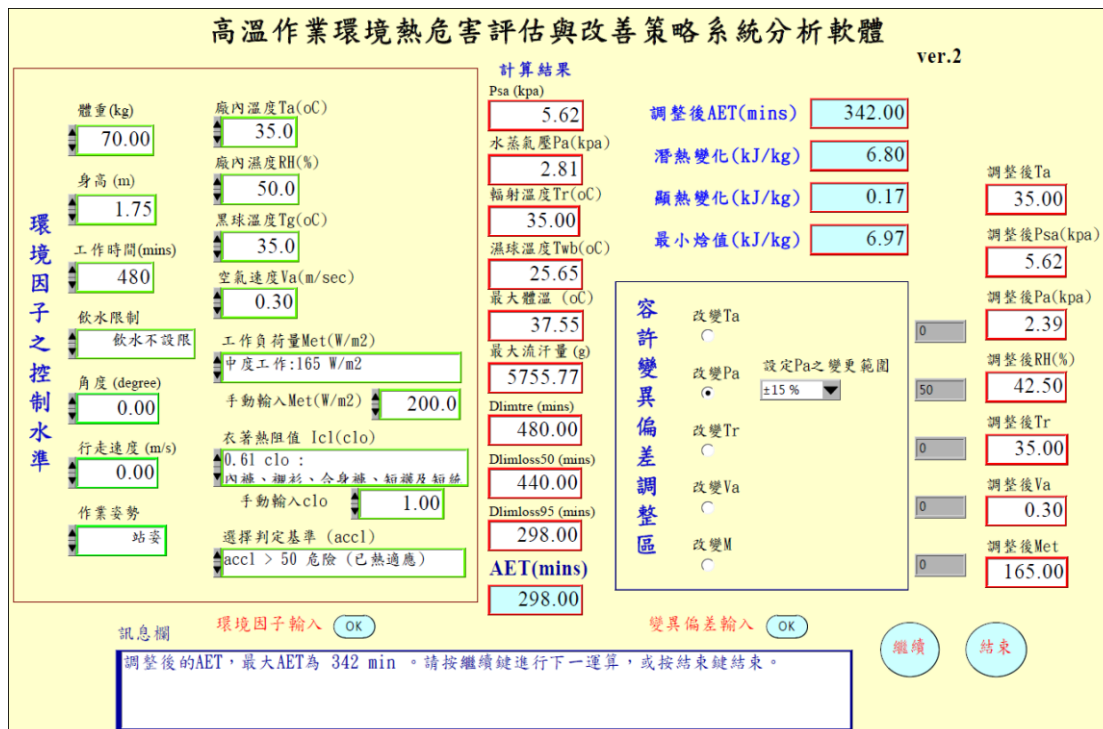 高溫作業環境熱危害評估與改善策略系統分析軟體
ver.2
環境因子之控制水準
體重(kg)
70.00
身高 (m)
1.75
工作時間(mins)
480
飲水限制
飲水不設限
角度 (degree)
0.00
行走速度 (m/s)
0.00
作業姿勢
站姿
廠內溫度Ta(oC)
35.0
廠內濕度RH(%)
50.0
黑球溫度Tg(oC)
35.0
空氣速度Va(m/sec)
0.30
工作負荷量Met(W/m2)
中度工作:165 W/m2
手動輸入Met(W/m2)
200.0
衣著熱阻值 Icl(clo)
0.61 clo :
內褲、襯衫、合身褲、短襪及短統
手動輸入clo
1.00
選擇判定基準 (accl)
accl > 50 危險 (已熱適應)
計算結果
Psa (kpa)
5.62
水蒸氣壓Pa(kpa)
2.81
輻射溫度Tr(oC)
35.00
濕球溫度Twb(oC)
25.65
最大體溫 (oC)
37.55
最大流汗量 (g)
5755.77
Dlimtre (mins)
480.00
Dlimloss50 (mins)
440.00
Dlimloss95 (mins)
298.00
AET(mins)
298.00
調整後AET(mins)
342.00
潛熱變化(kJ/kg)
6.80
顯熱變化(kJ/kg)
0.17
最小焓值(kJ/kg)
6.97
容許變異偏差調整區
改變Ta
改變Pa
設定Pa之變更範圍
±15 %
改變Tr
改變Va
改變M
0
50
0
0
0
調整後Ta
35.00
調整後Psa(kpa)
5.62
調整後Pa(kpa)
2.39
調整後RH(%)
42.50
調整後Tr
35.00
調整後Va
0.30
調整後Met
165.00
環境因子輸入 OK
變異偏差輸入 OK
繼續
結束
訊息欄
調整後的AET，最大AET為 342 min 。請按繼續鍵進行下一運算，或按結束鍵結束。